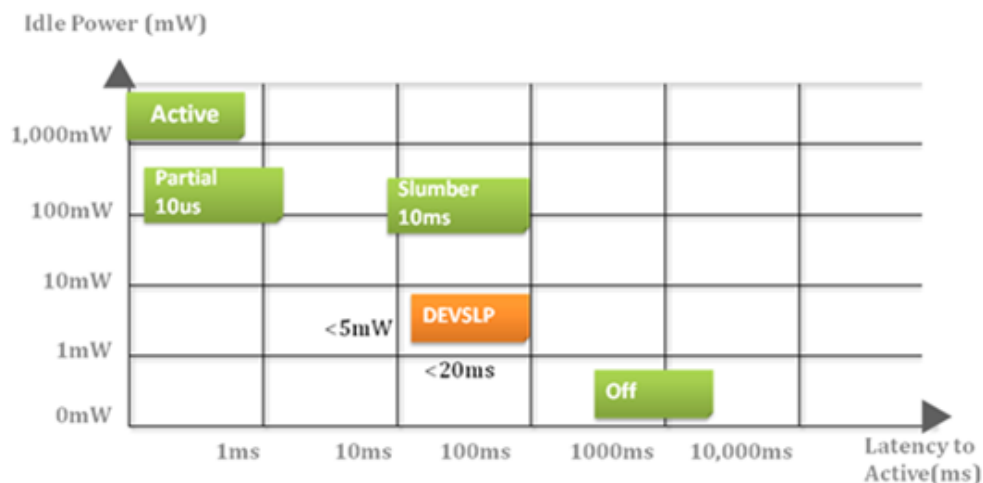 Idle Power (mW)
Active
1,000mW
Partial
10us
Slumber
10ms
100mW
10mW
DEVSLP
<5mW
1mW
<20ms
Off
0mW
1ms
10ms
100ms
1000ms
10,000ms
Latency to
Active(ms)